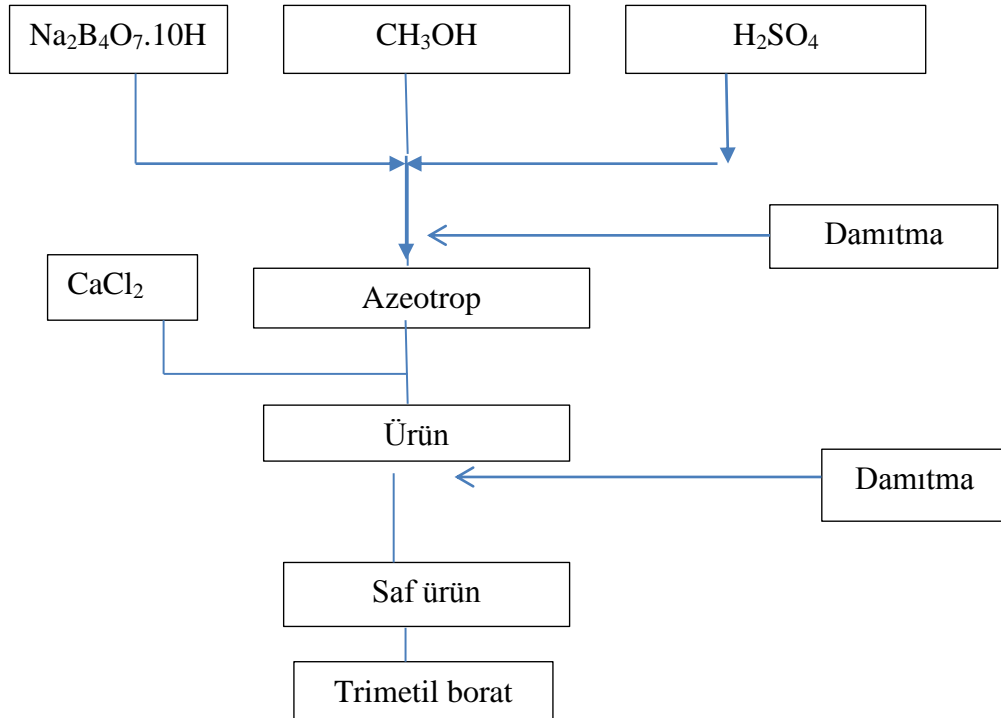 Na₂B₄O₇.10H
CH₃OH
H₂SO₄
Damıtma
CaCl₂
Azeotrop
Ürün
Damıtma
Saf ürün
Trimetil borat